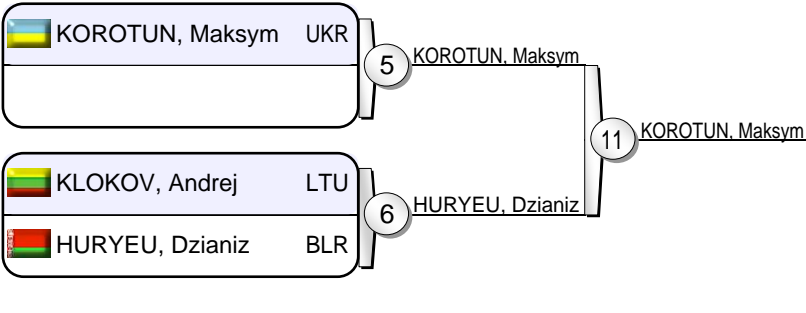 KOROTUN, Maksym UKR
5
KOROTUN, Maksym
11
KOROTUN, Maksym
KLOKOV, Andrej LTU
6
HURYEU, Dzianiz
HURYEU, Dzianiz BLR